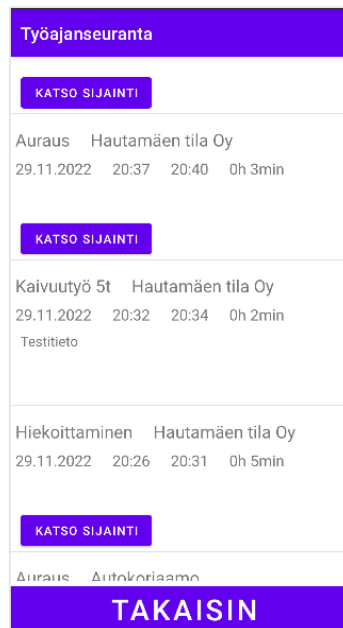 Työajanseuranta
KATSO SIJAINTI
Auraus Hautamäen tila Oy
29.11.2022 20:37 20:40 0h 3min
KATSO SIJAINTI
Kaivuutyö 5t Hautamäen tila Oy
29.11.2022 20:32 20:34 0h 2min
Testitieto
Hiekoittaminen Hautamäen tila Oy
29.11.2022 20:26 20:31 0h 5min
KATSO SIJAINTI
Auraus Autokorjaamo
TAKAISIN